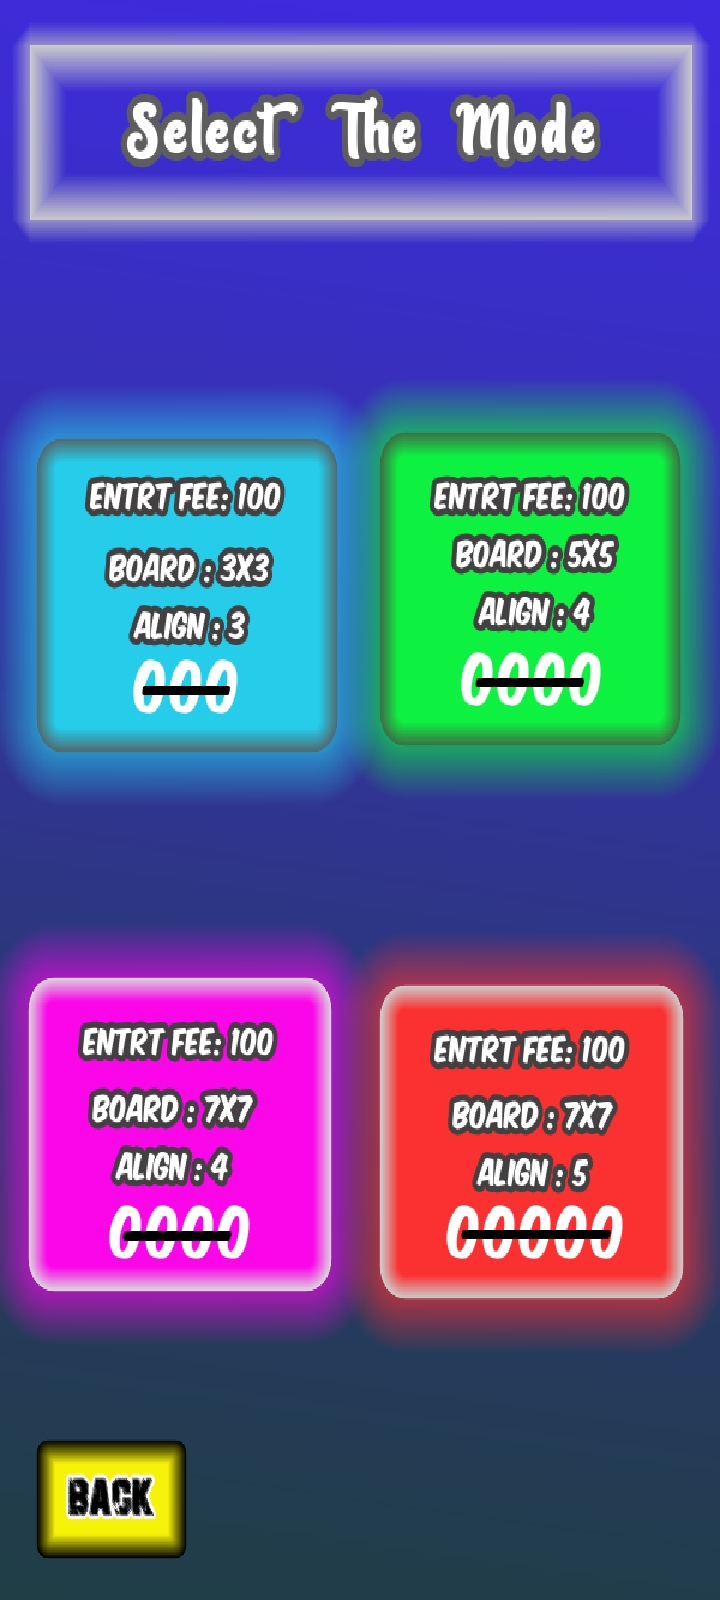 Select The Mode
ENTRT FEE: 100
BOARD : 3X3
ALIGN : 3
OOO
ENTRT FEE: 100
BOARD : 5X5
ALIGN : 4
OOOO
ENTRT FEE: 100
BOARD : 7X7
ALIGN : 4
OOOO
ENTRT FEE: 100
BOARD : 7X7
ALIGN : 5
OOOOO
BACK